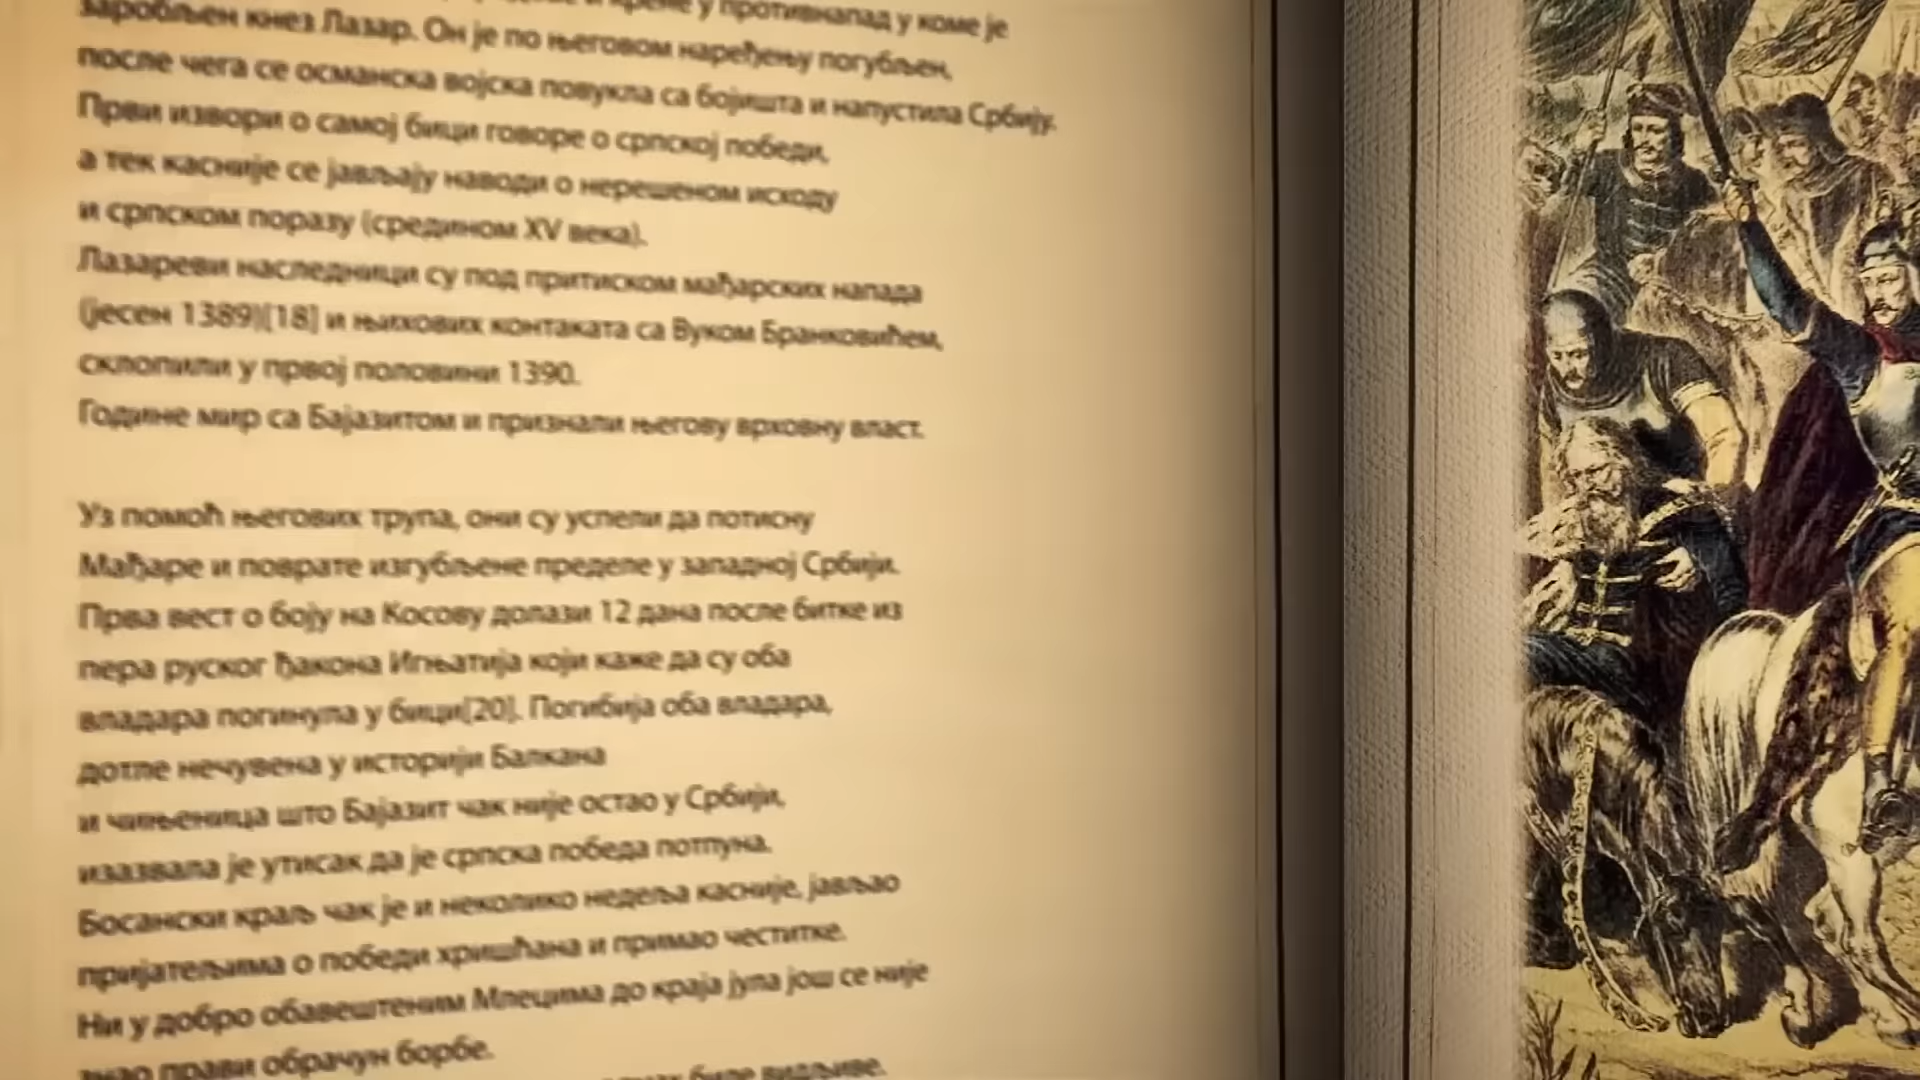 и крене у противнапад у коме је
заробљен кнез Лазар. Он је по његовом наређењу погубљен,
после чега се османска војска повукла са бојишта и напустила Србију.
Први извори о самој бици говоре о српској победи,
а тек касније се јављају наводи о нерешеном исходу
и српском поразу (средином XV века).
Лазареви наследници су под притиском мађарских напада
(јесен 1389)[18] и њихових контаката са Вуком Бранковићем,
склопили у првој половини 1390.
Године мир са Бајазитом и признали његову врховну власт.
Уз помоћ његових трупа, они су успели да потисну
Мађаре и поврате изгубљене пределе у западној Србији.
Прва вест о боју на Косову долази 12 дана после битке из
пера руског ђакона Игњатија који каже да су оба
владара погинула у бици[20]. Погибија оба владара,
дотле нечувена у историји Балкана
и чињеница што Бајазит чак није остао у Србији,
изазвала је утисак да је српска победа потпуна.
Босански краљ чак је и неколико недеља касније, јављао
пријатељима о победи хришћана и примао честитке.
Ни у добро обавештеним Млецима до краја јула још се није
знао прави обрачун борбе.
биле видљиве.